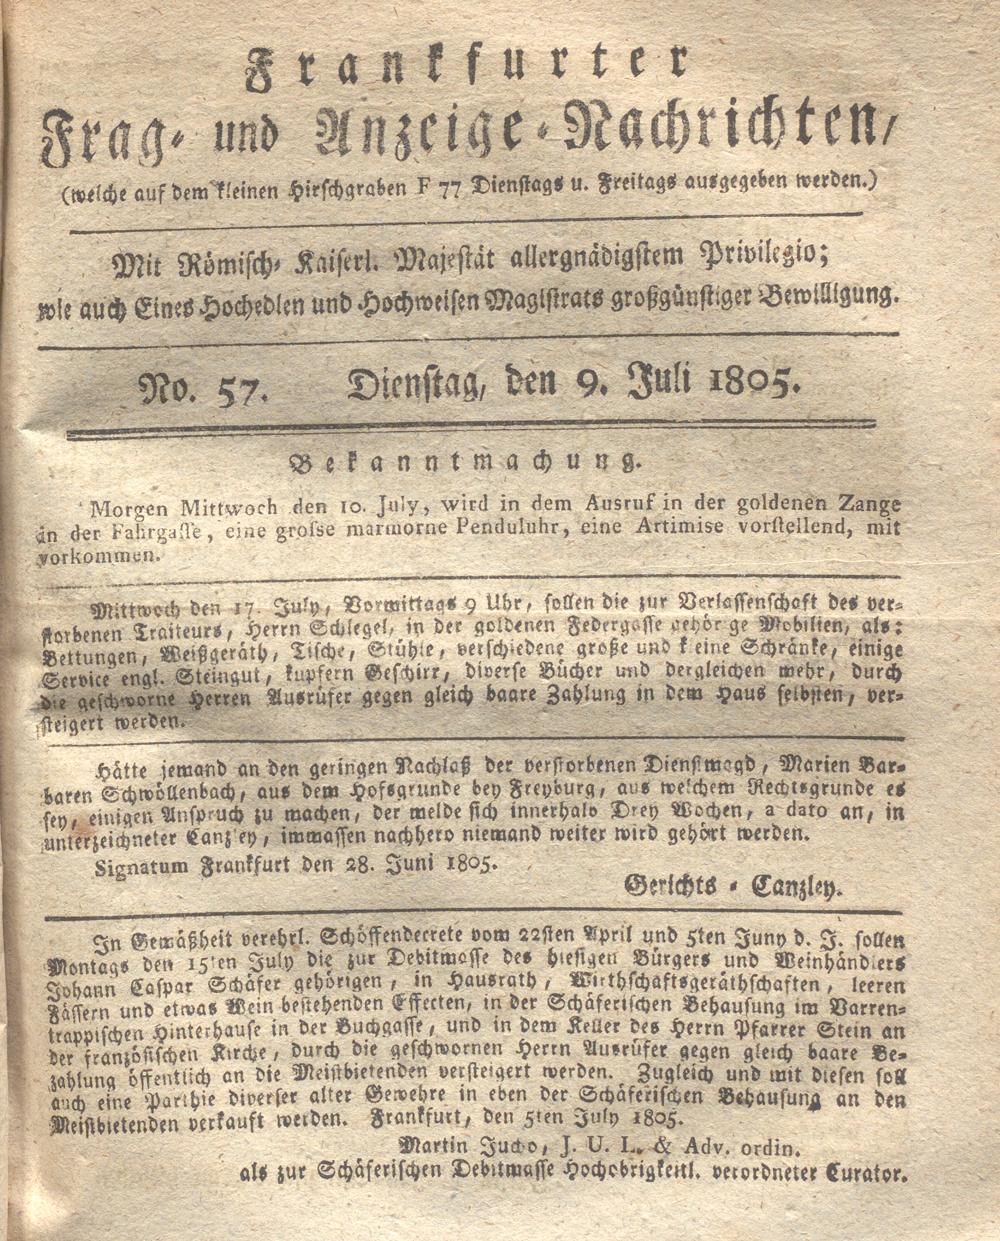 Frankfurter
Frag- und Anzeige-Nachrichten,
(welche auf dem kleinen Hirschgraben F 77 Dienstags u. Freitags ausgegeben werden.)
Mit Römisch- Kaiserl. Majestät allergnädigstem Privilegio;
wie auch Eines Hochedlen und Hochweisen Magistrats großgünstiger Bewilligung.
No. 57. Dienstag, den 9. Juli 1805.
Bekanntmachung.
Morgen Mittwoch den 10. July, wird in dem Ausruf in der goldenen Zange
in der Fahrgasse, eine grosse marmorne Penduluhr, eine Artimise vorstellend, mit
vorkommen.
Mittwoch den 17. July, Vormittags 9 Uhr, sollen die zur Verlassenschaft des ver-
storbenen Traiteurs, Herrn Schlegel, in der goldenen Federgasse gehörige Mobilien, als:
Bettungen, Weißgeräth, Tische, Stühle, verschiedene große und kleine Schränke, einige
Service engl. Steingut, kupfern Geschirr, diverse Bücher und dergleichen mehr, durch
die geschworne Herren Ausrüfer gegen gleich baare Zahlung in dem Haus selbsten, ver-
steigert werden.
Hätte jemand an den geringen Nachlaß der verstorbenen Dienstmagd, Marien Bar-
baren Schwöllenbach, aus dem Hofsgrunde bey Freyburg, aus welchem Rechtsgrunde es
sey, einigen Anspruch zu machen, der melde sich innerhalb Drey Wochen, a dato an, in
unterzeichneter Canzley, immassen nachhero niemand weiter wird gehört werden.
Signatum Frankfurt den 28. Juni 1805.
Gerichts-Canzley.
In Gemäßheit verehrl. Schöffendecrete vom 22sten April und 5ten Juny d. J. sollen
Montags den 15ten July die zur Debitmasse des hiesigen Bürgers und Weinhändlers
Johann Caspar Schäfer gehörigen, in Hausrath, Wirthschaftsgeräthschaften, leeren
Fässern und etwas Wein bestehenden Effecten, in der Schäferischen Behausung im Varren-
trappischen Hinterhause in der Buchgasse, und in dem Keller des Herrn Pfarrer Stein an
der französischen Kirche, durch die geschwornen Herrn Ausrüfer gegen gleich baare Be-
zahlung öffentlich an die Meistbietenden versteigert werden. Zugleich und mit diesen soll
auch eine Parthie diverser alter Gewehre in eben der Schäferischen Behausung an den
Meistbietenden verkauft werden. Frankfurt, den 5ten July 1805.
Martin Jucho, J. U. L. & Adv. ordin.
als zur Schäferischen Debitmasse Hochobrigkeitl. verordneter Curator.